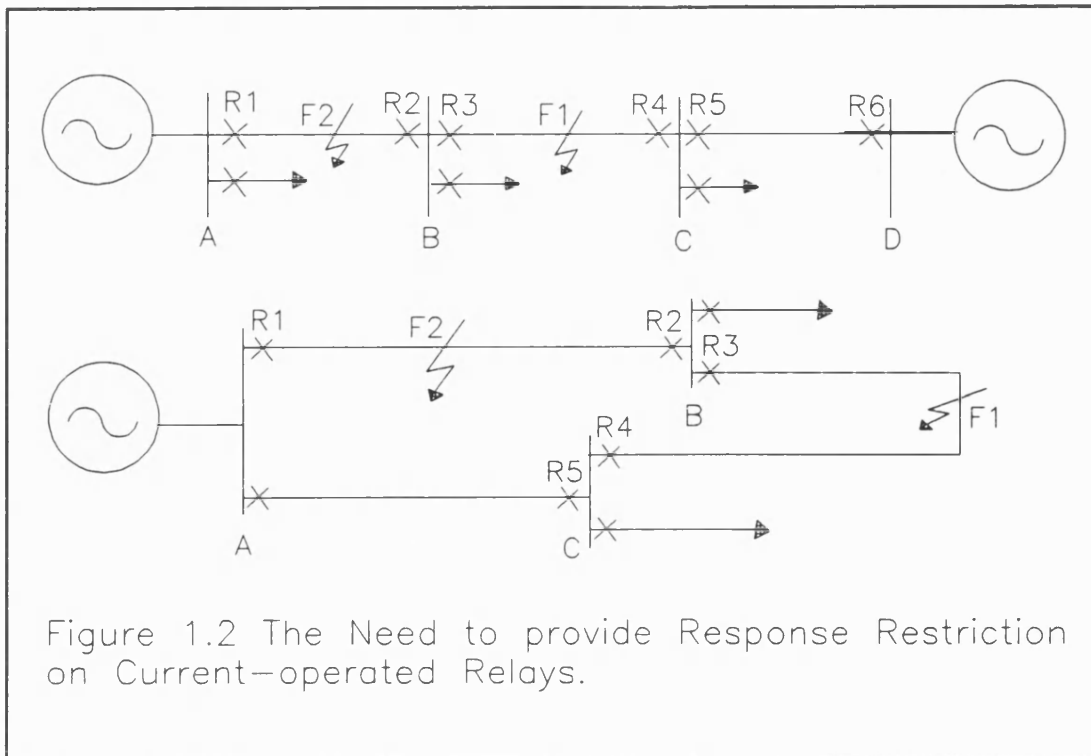 R1 F2 R2 R3 F1 R4 R5 R6
A B C D
R1 F2 R2
R3
B F1
R4
R5
A C
Figure 1.2 The Need to provide Response Restriction
on Current-operated Relays.